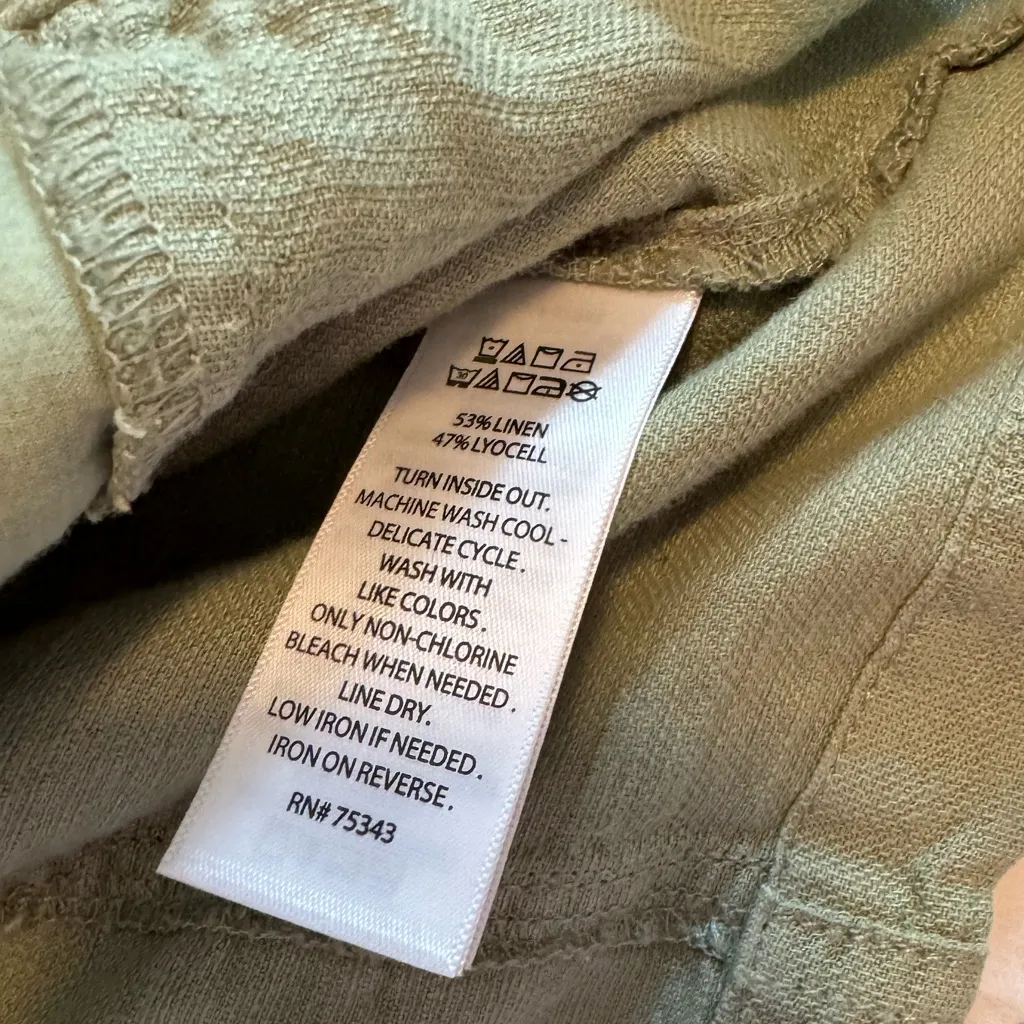 30
53% LINEN
47% LYOCELL
TURN INSIDE OUT.
MACHINE WASH COOL -
DELICATE CYCLE.
WASH WITH
LIKE COLORS.
ONLY NON-CHLORINE
BLEACH WHEN NEEDED.
LINE DRY.
LOW IRON IF NEEDED.
IRON ON REVERSE.
RN# 75343